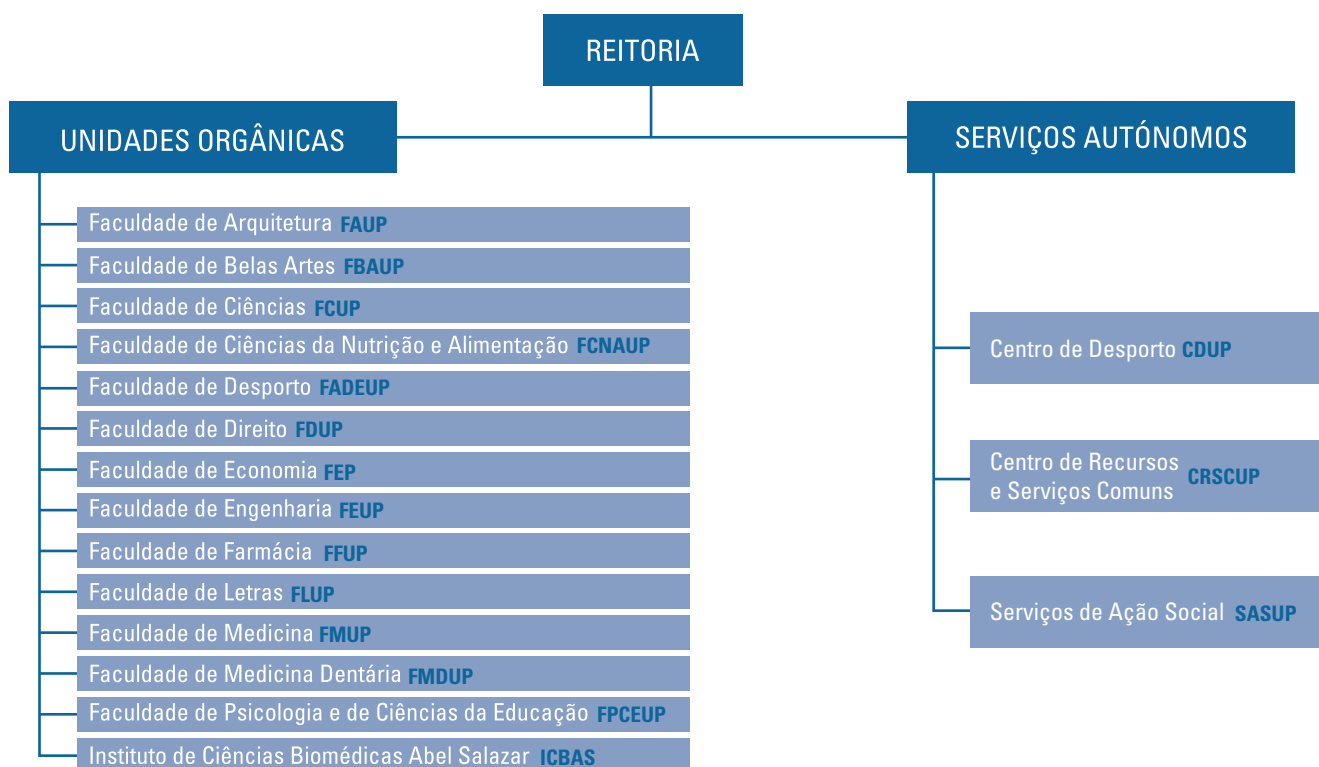 REITORIA
UNIDADES ORGÂNICAS
SERVIÇOS AUTÓNOMOS
Faculdade de Arquitetura FAUP
Faculdade de Belas Artes FBAUP
Faculdade de Ciências FCUP
Faculdade de Ciências da Nutrição e Alimentação FCNAUP
Faculdade de Desporto FADEUP
Faculdade de Direito FDUP
Faculdade de Economia FEP
Faculdade de Engenharia FEUP
Faculdade de Farmácia FFUP
Faculdade de Letras FLUP
Faculdade de Medicina FMUP
Faculdade de Medicina Dentária FMDUP
Faculdade de Psicologia e de Ciências da Educação FPCEUP
Instituto de Ciências Biomédicas Abel Salazar ICBAS
Centro de Desporto CDUP
Centro de Recursos
e Serviços Comuns CRSCUP
Serviços de Ação Social SASUP